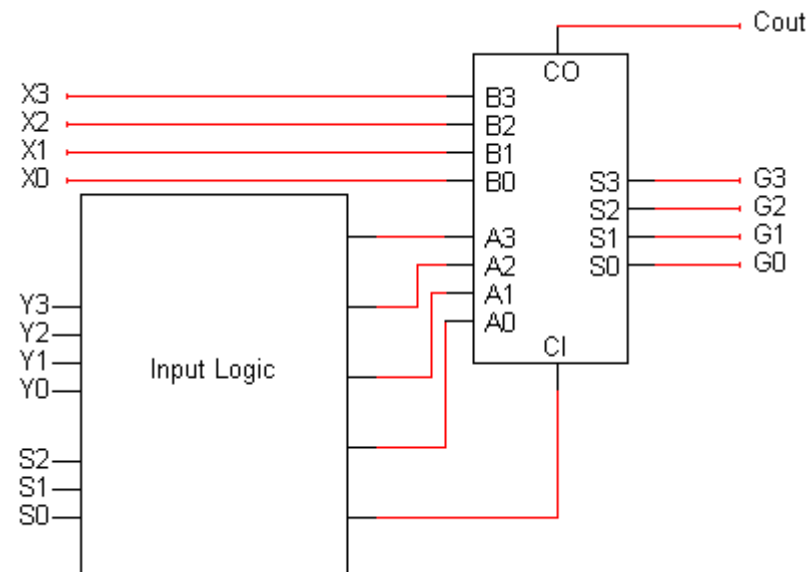 Cout
CO
X3
X2
X1
X0
B3
B2
B1
B0
S3
S2
S1
S0
G3
G2
G1
G0
A3
A2
A1
A0
CI
Y3
Y2
Y1
Y0
Input Logic
S2
S1
S0